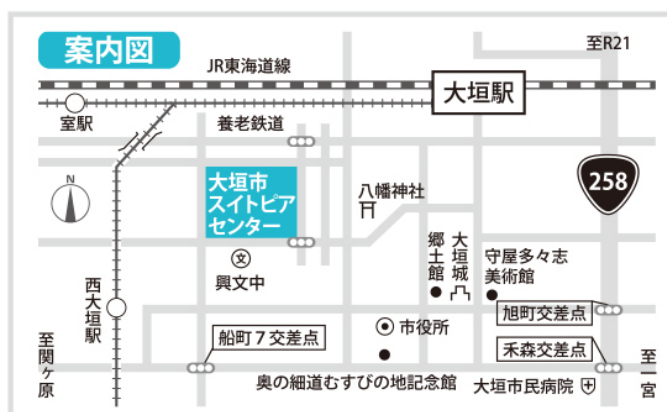 案内図
至R21
JR東海道線
大垣駅
室駅
養老鉄道
N
大垣市
スイトピア
センター
八幡神社
258
文
興文中
郷土館
大垣城
守屋多々志
美術館
西大垣駅
旭町交差点
市役所
船町7交差点
禾森交差点
至関ヶ原
奥の細道むすびの地記念館
大垣市民病院
至一宮